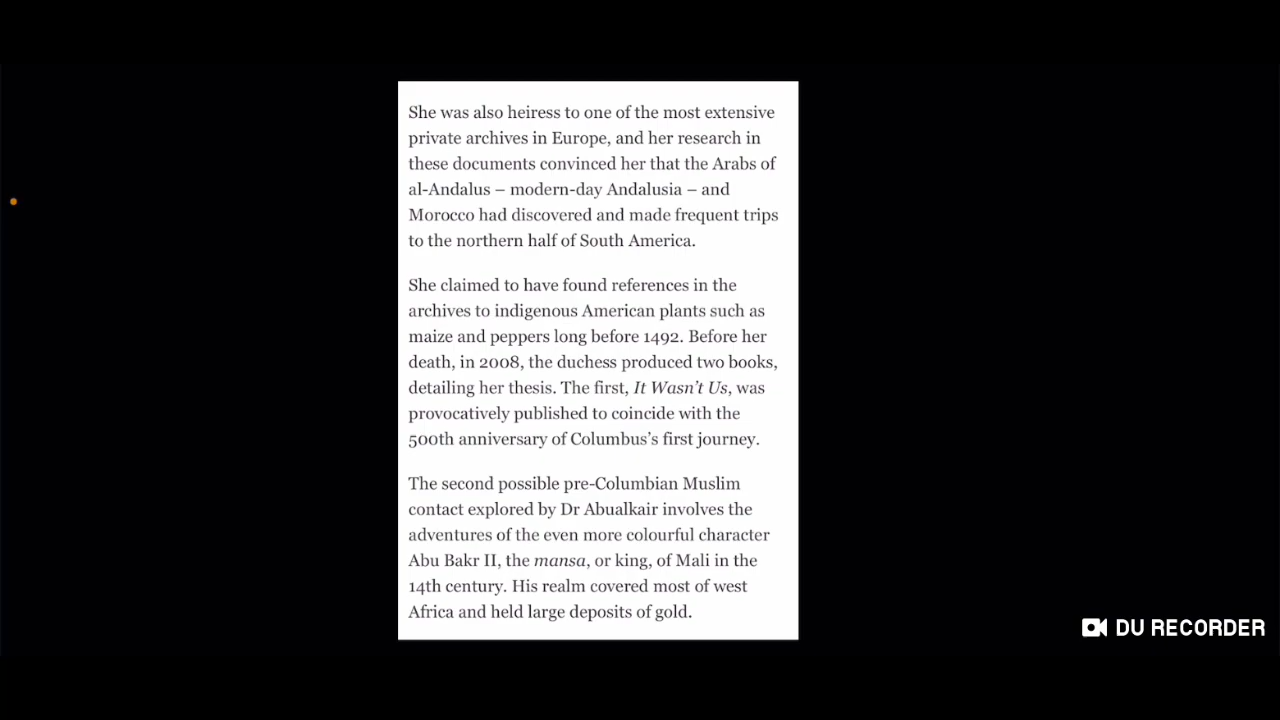 She was also heiress to one of the most extensive
private archives in Europe, and her research in
these documents convinced her that the Arabs of
al-Andalus – modern-day Andalusia – and
Morocco had discovered and made frequent trips
to the northern half of South America.
She claimed to have found references in the
archives to indigenous American plants such as
maize and peppers long before 1492. Before her
death, in 2008, the duchess produced two books,
detailing her thesis. The first, It Wasn't Us, was
provocatively published to coincide with the
500th anniversary of Columbus's first journey.
The second possible pre-Columbian Muslim
contact explored by Dr Abualkair involves the
adventures of the even more colourful character
Abu Bakr II, the mansa, or king, of Mali in the
14th century. His realm covered most of west
Africa and held large deposits of gold.
DU RECORDER